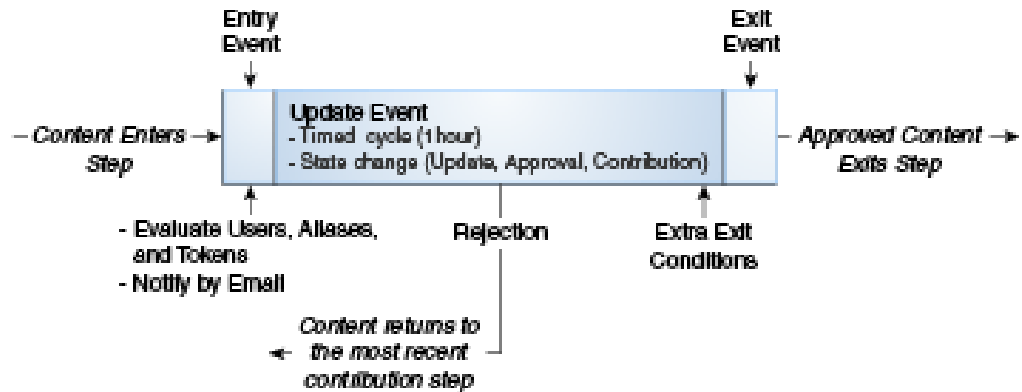 Entry
Event
Exit
Event
Content Enters
Step
Update Event
- Timed cycle (1 hour)
- State change (Update, Approval, Contribution)
Approved Content
Exits Step
- Evaluate Users, Aliases,
and Tokens
- Notify by Email
Rejection
Extra Exit
Conditions
Content returns to
the most recent
contribution step